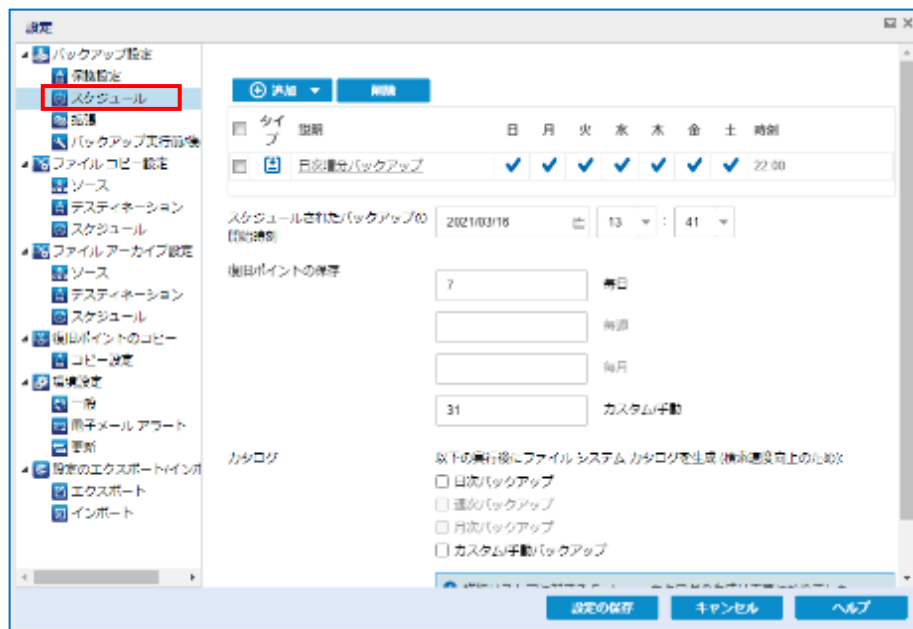 設定
バックアップ設定
保護設定
スケジュール
拡張
バックアップ実行前/後
ファイル コピー設定
ソース
デスティネーション
スケジュール
ファイル アーカイブ設定
ソース
デスティネーション
スケジュール
復旧ポイントのコピー
コピー設定
環境設定
一般
電子メール アラート
更新
設定のエクスポート/インポ
エクスポート
インポート
追加 削除
タイプ 説明 日 月 火 水 木 金 土 時刻
日次増分バックアップ 22:00
スケジュールされたバックアップの
開始時刻
2021/03/16 13 : 41
復旧ポイントの保存
7 毎日
毎週
毎月
31 カスタム/手動
カタログ
以下の実行後にファイル システム カタログを生成 (検索速度向上のため):
日次バックアップ
週次バックアップ
月次バックアップ
カスタム/手動バックアップ
設定の保存 キャンセル ヘルプ